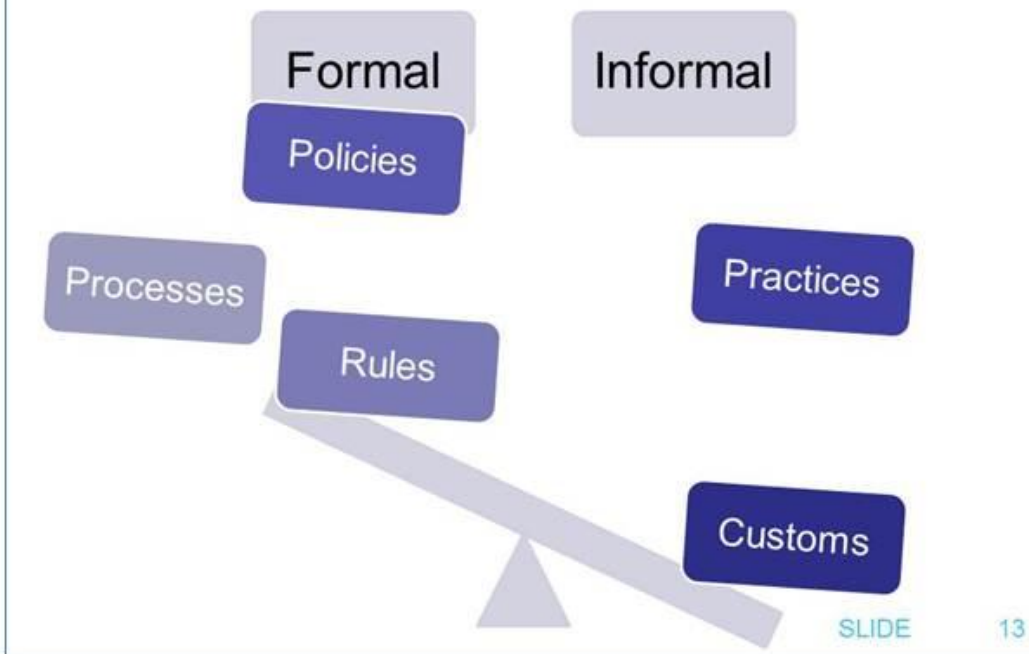 Formal
Informal
Policies
Processes
Practices
Rules
Customs
SLIDE 13